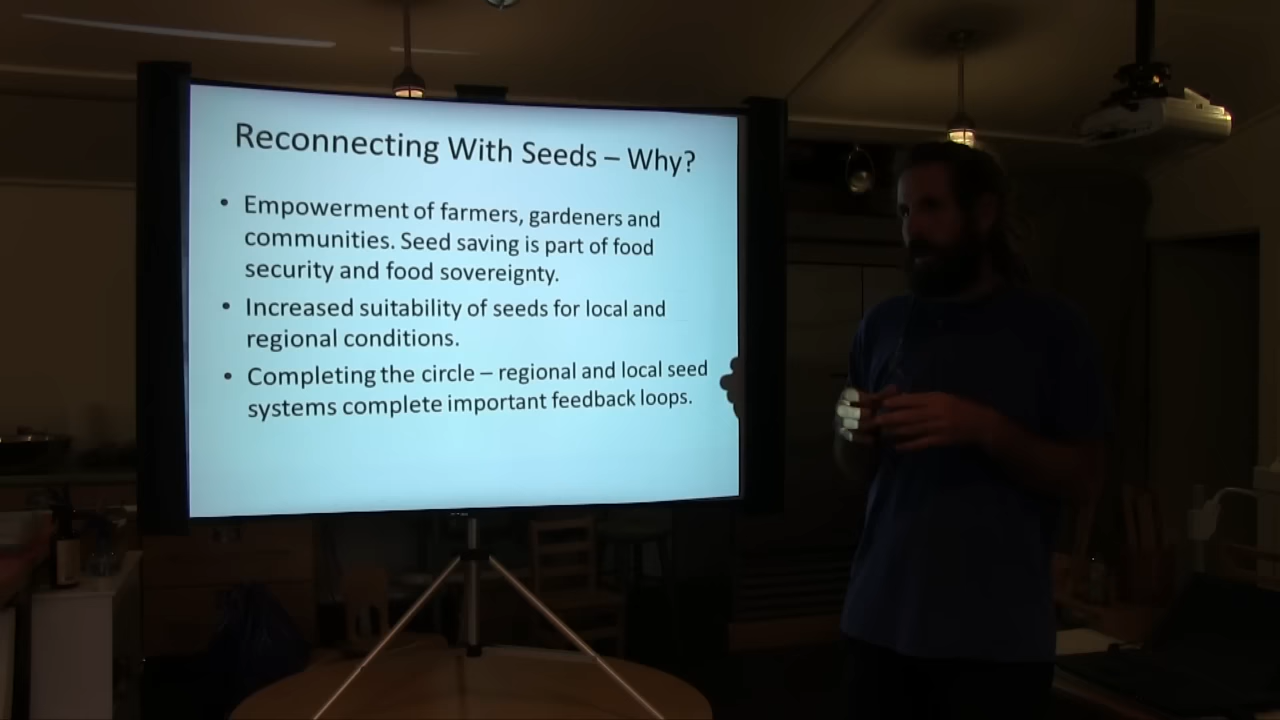 Reconnecting With Seeds – Why?
• Empowerment of farmers, gardeners and
communities. Seed saving is part of food
security and food sovereignty.
• Increased suitability of seeds for local and
regional conditions.
• Completing the circle – regional and local seed
systems complete important feedback loops.